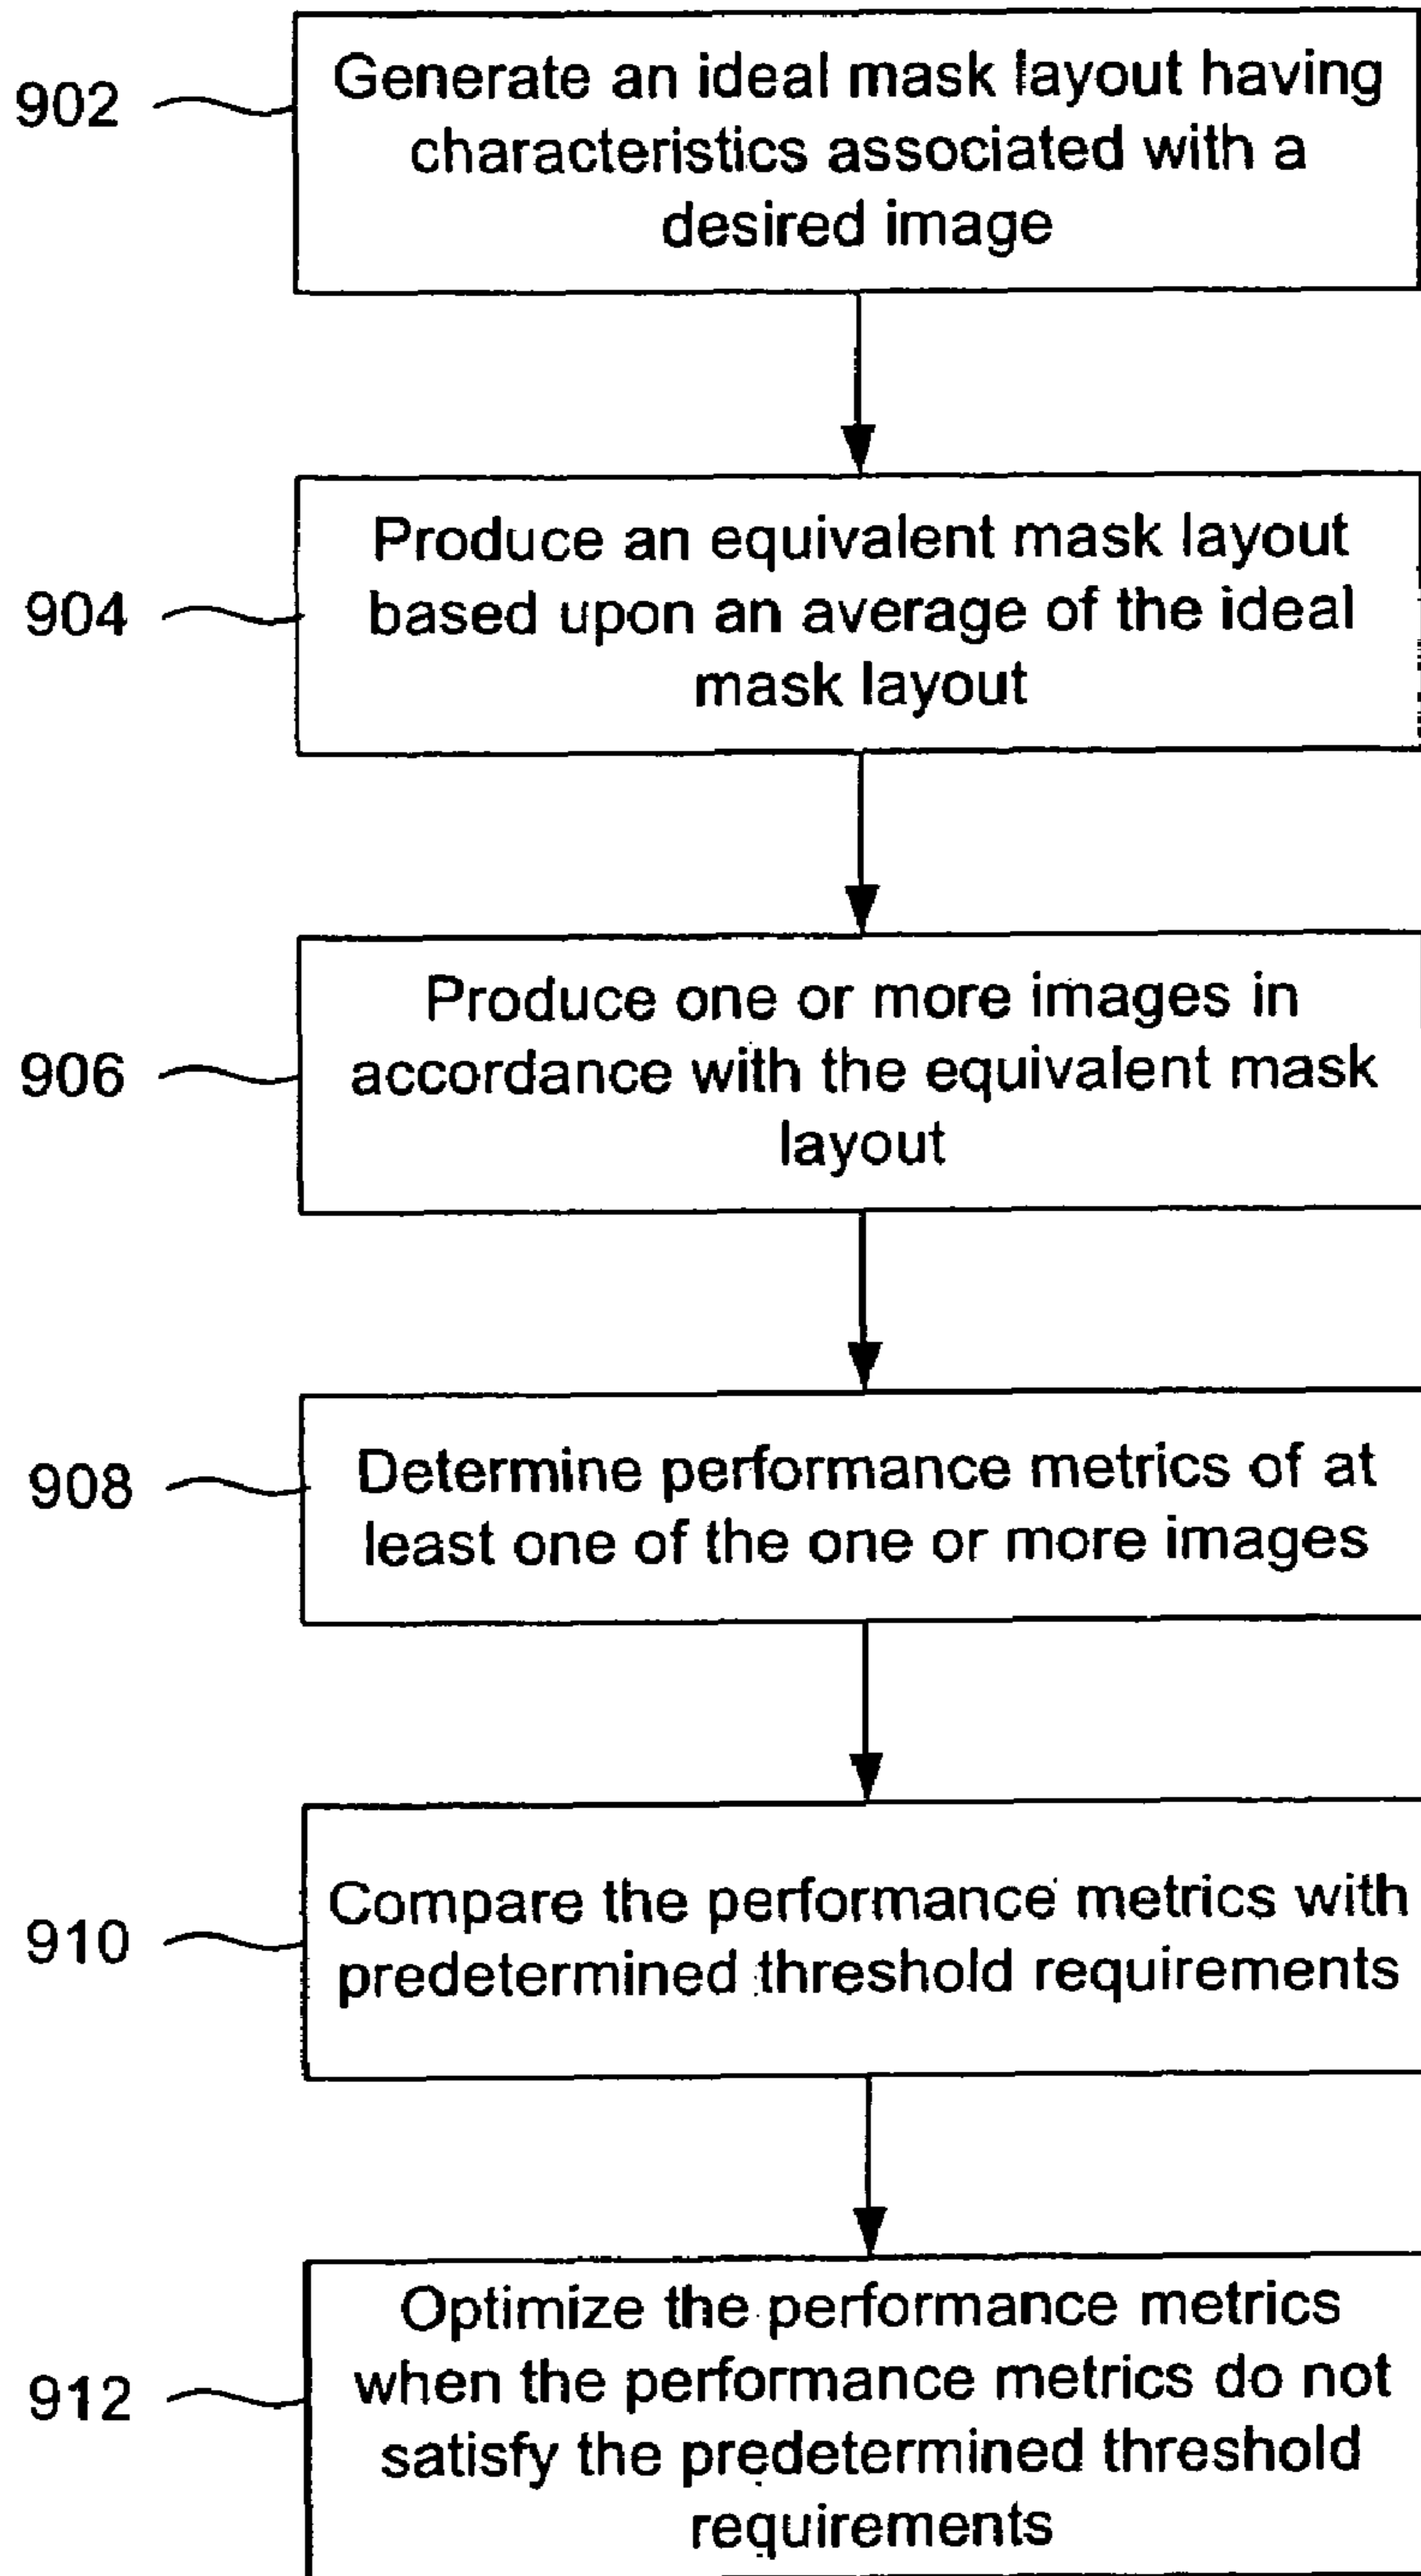 902
Generate an ideal mask layout having
characteristics associated with a
desired image
904
Produce an equivalent mask layout
based upon an average of the ideal
mask layout
906
Produce one or more images in
accordance with the equivalent mask
layout
908
Determine performance metrics of at
least one of the one or more images
910
Compare the performance metrics with
predetermined threshold requirements
912
Optimize the performance metrics
when the performance metrics do not
satisfy the predetermined threshold
requirements